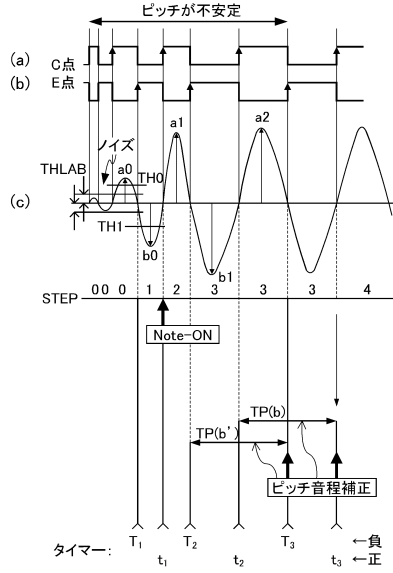 ピッチが不安定
(a)
C点
(b)
E点
ノイズ
THLAB
a0
TH0
a1
a2
(c)
TH1
b0
b1
STEP
0 0 0 1 2 3 3 3 4
Note-ON
TP(b)
TP(b')
ピッチ音程補正
T1 T2 T3 ←負
タイマー: t1 t2 t3 ←正